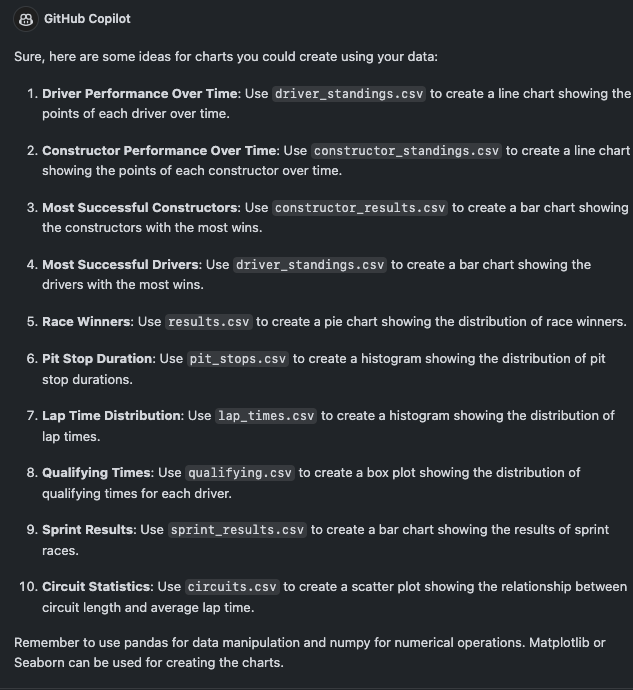 GitHub Copilot
Sure, here are some ideas for charts you could create using your data:
1. Driver Performance Over Time: Use driver_standings.csv to create a line chart showing the
points of each driver over time.
2. Constructor Performance Over Time: Use constructor_standings.csv to create a line chart
showing the points of each constructor over time.
3. Most Successful Constructors: Use constructor_results.csv to create a bar chart showing
the constructors with the most wins.
4. Most Successful Drivers: Use driver_standings.csv to create a bar chart showing the
drivers with the most wins.
5. Race Winners: Use results.csv to create a pie chart showing the distribution of race winners.
6. Pit Stop Duration: Use pit_stops.csv to create a histogram showing the distribution of pit
stop durations.
7. Lap Time Distribution: Use lap_times.csv to create a histogram showing the distribution of
lap times.
8. Qualifying Times: Use qualifying.csv to create a box plot showing the distribution of
qualifying times for each driver.
9. Sprint Results: Use sprint_results.csv to create a bar chart showing the results of sprint
races.
10. Circuit Statistics: Use circuits.csv to create a scatter plot showing the relationship between
circuit length and average lap time.
Remember to use pandas for data manipulation and numpy for numerical operations. Matplotlib or
Seaborn can be used for creating the charts.